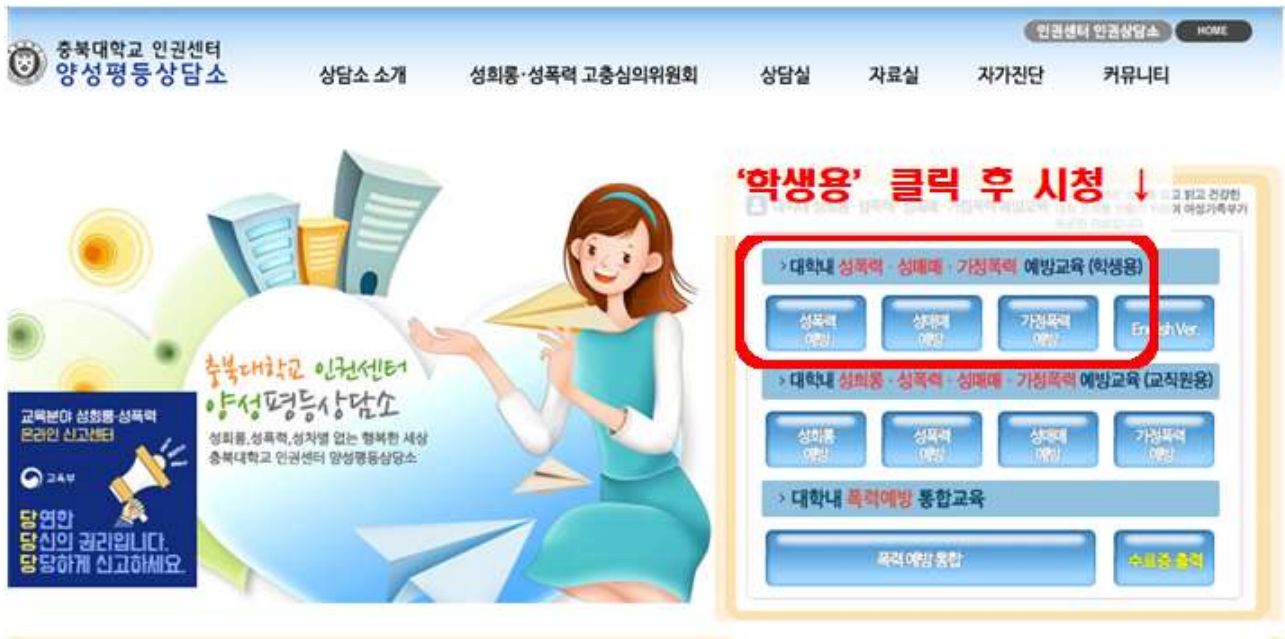 인권센터 인권상담소 HOME
충북대학교 인권센터
양성평등상담소
상담소 소개 성희롱·성폭력 고충심의위원회 상담실 자료실 자가진단 커뮤니티
'학생용' 클릭 후 시청 ↓
고 밝고 건강한
여성가족부가
> 대학내 성폭력 · 성매매 · 가정폭력 예방교육 (학생용)
성폭력 예방 성매매 예방 가정폭력 예방 English Ver.
> 대학내 성희롱 · 성폭력 · 성매매 · 가정폭력 예방교육 (교직원용)
성희롱 예방 성폭력 예방 성매매 예방 가정폭력 예방
> 대학내 폭력예방 통합교육
폭력 예방 통합 수료증 출력
충북대학교 인권센터
양성평등상담소
성희롱,성폭력,성차별 없는 행복한 세상
충북대학교 인권센터 양성평등상담소
교육분야 성희롱·성폭력
온라인 신고센터
교육부
당연한
당신의 권리입니다.
당당하게 신고하세요.